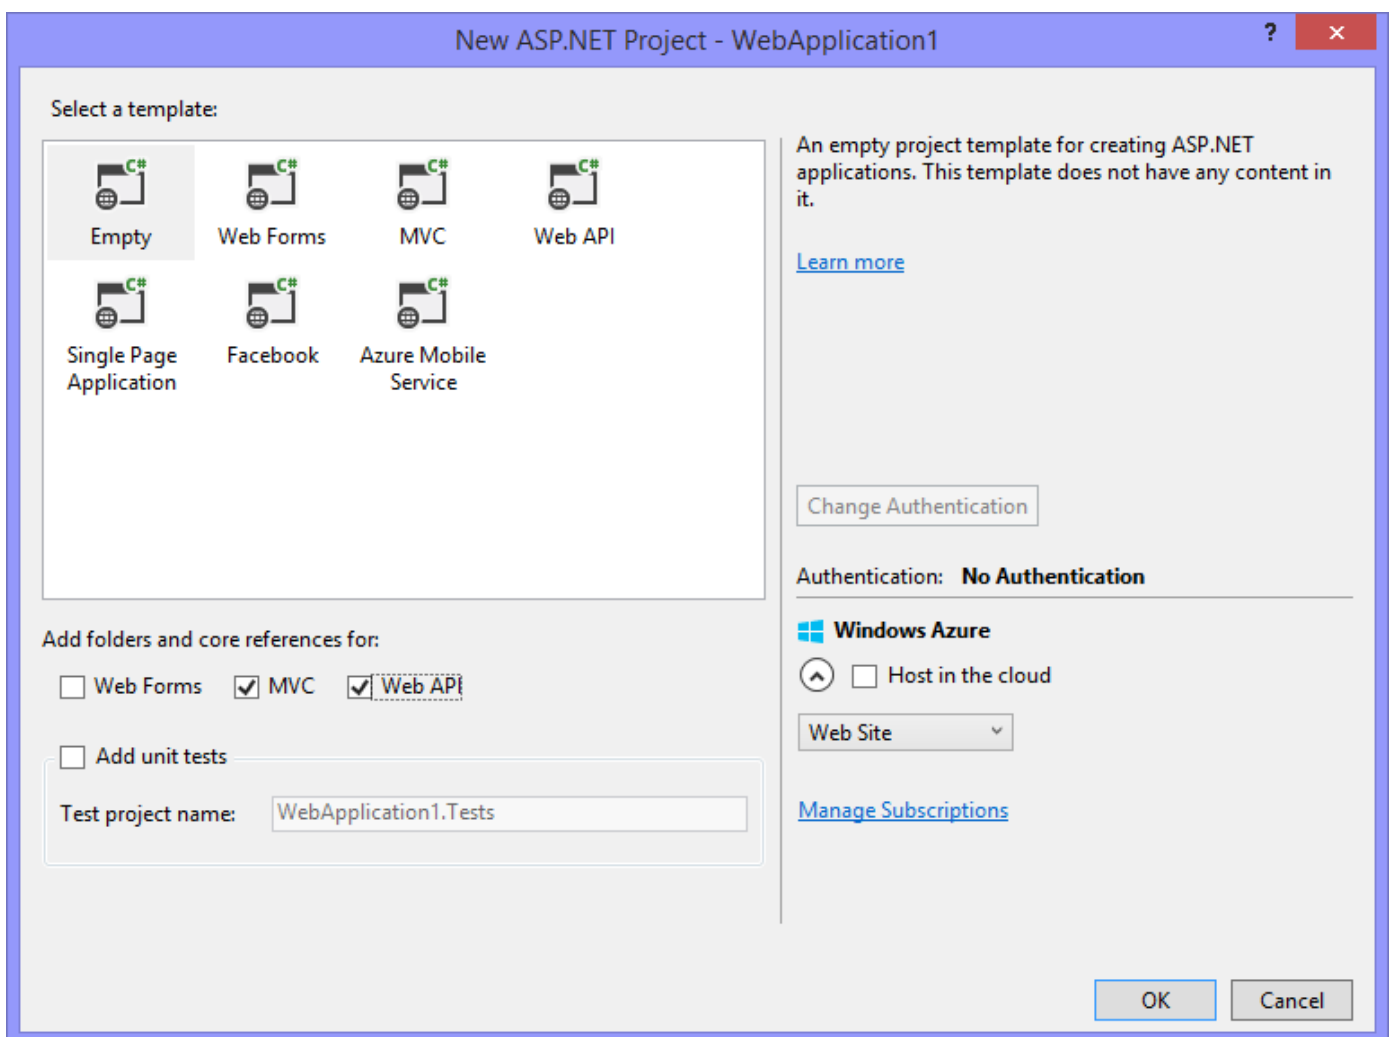 New ASP.NET Project - WebApplication1
?
Select a template:
C# C# C# C#
Empty Web Forms MVC Web API
C# C# C#
Single Page Facebook Azure Mobile
Application Service
An empty project template for creating ASP.NET
applications. This template does not have any content in
it.
Learn more
Change Authentication
Authentication: No Authentication
Add folders and core references for:
Web Forms MVC Web API
Add unit tests
Test project name: WebApplication1.Tests
Windows Azure
Host in the cloud
Web Site
Manage Subscriptions
OK Cancel